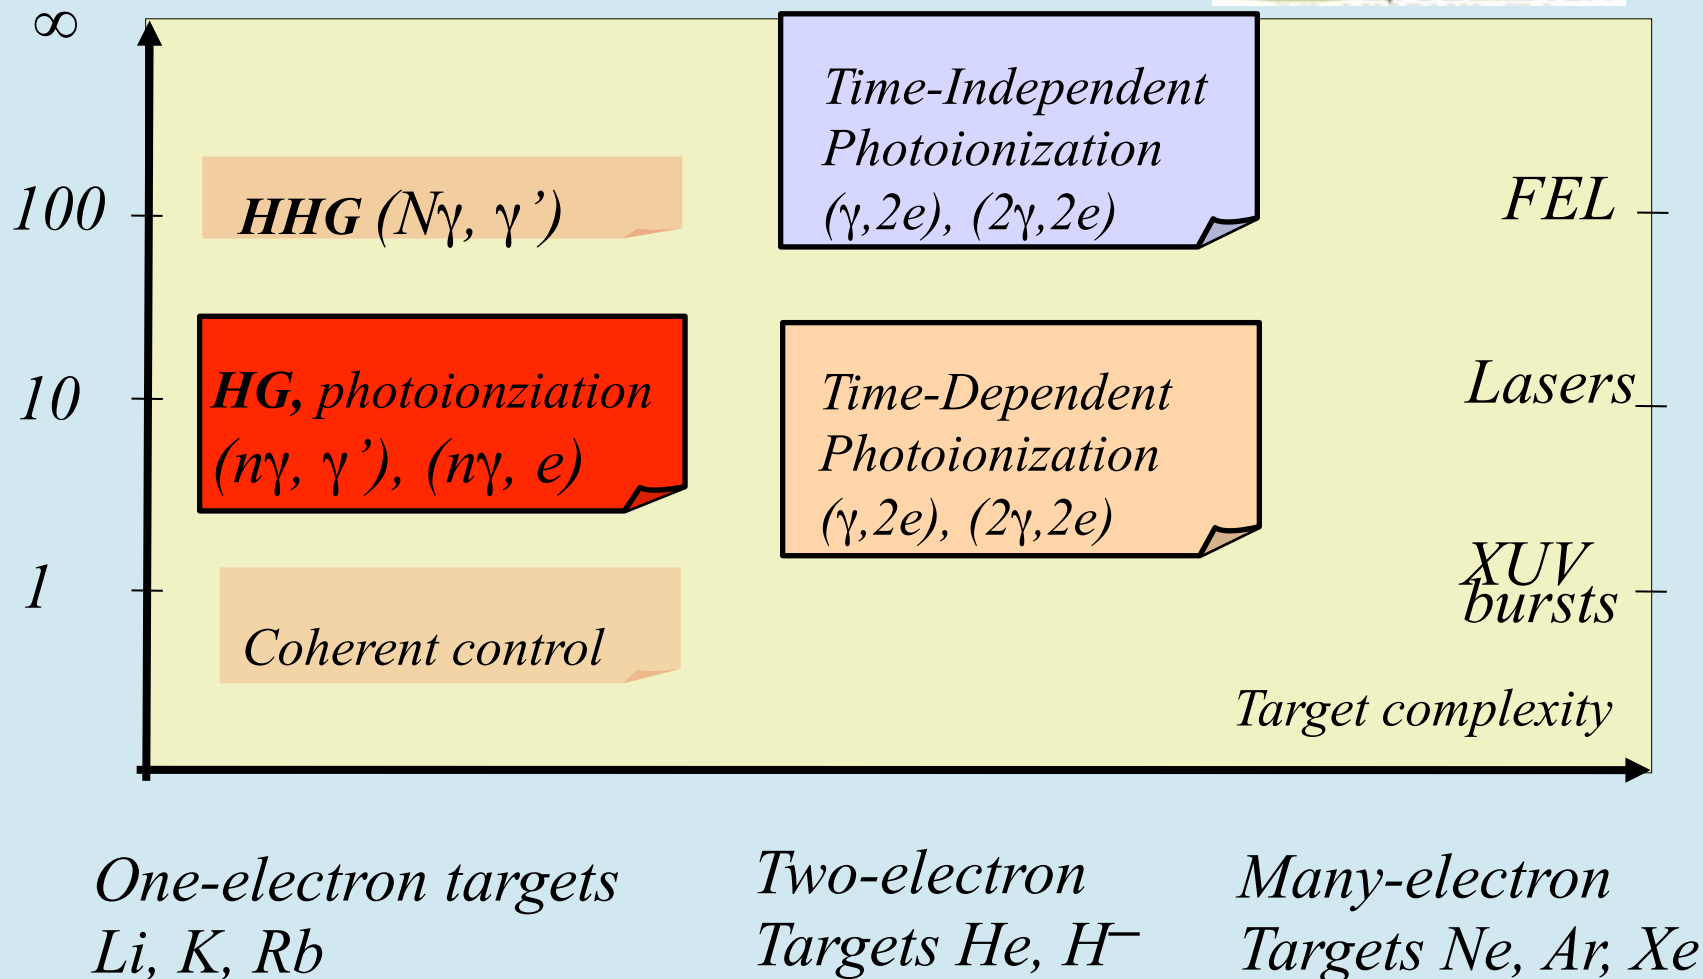 ∞
100
10
1
HHG (Nγ, γ’)
HG, photoionziation
(nγ, γ’), (nγ, e)
Coherent control
Time-Independent
Photoionization
(γ,2e), (2γ,2e)
Time-Dependent
Photoionization
(γ,2e), (2γ,2e)
FEL
Lasers
XUV
bursts
Target complexity
One-electron targets
Li, K, Rb
Two-electron
Targets He, H⁻
Many-electron
Targets Ne, Ar, Xe